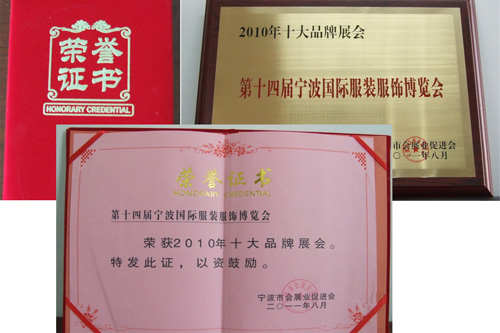 荣誉
证书
HONORARY CREDENTIAL
2010年十大品牌展会
第十四届宁波国际服装服饰博览会
宁波市会展业促进会
二〇一一年八月
荣誉证书
HONORARY CREDENTIAL
第十四届宁波国际服装服饰博览会
荣获2010年十大品牌展会。
特发此证，以资鼓励。
宁波市会展业促进会
二〇一一年八月